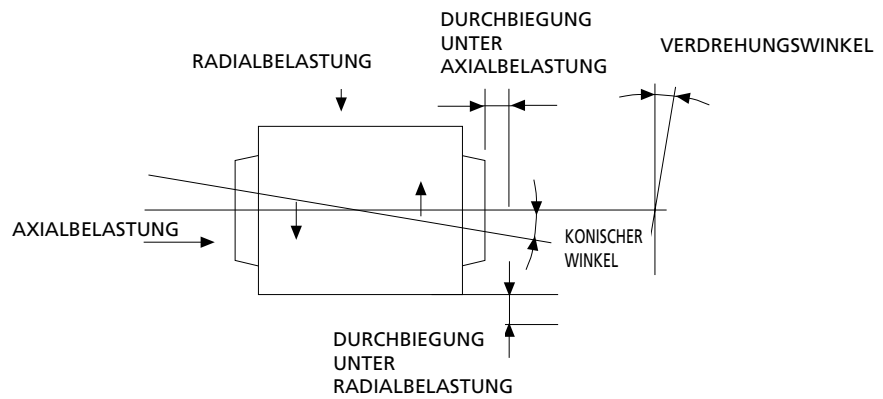 DURCHBIEGUNG
UNTER
AXIALBELASTUNG
VERDREHUNGSWINKEL
RADIALBELASTUNG
AXIALBELASTUNG
KONISCHER
WINKEL
DURCHBIEGUNG
UNTER
RADIALBELASTUNG